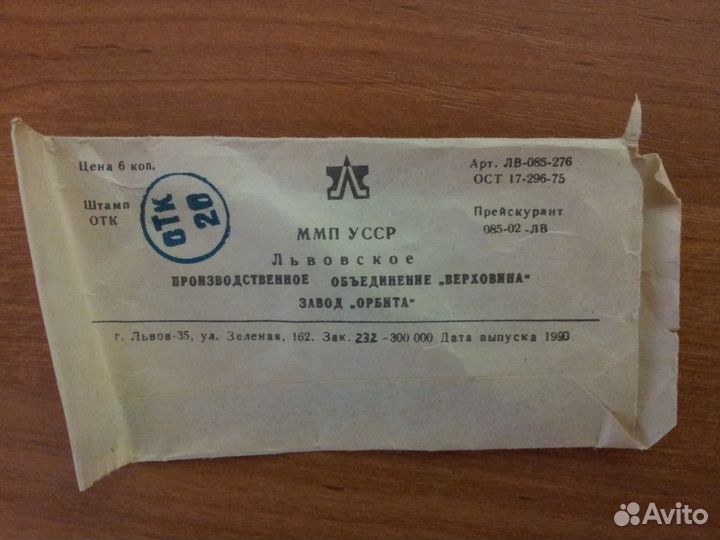 Цена 6 коп.
Арт. ЛВ-085-276
ОСТ 17-296-75
Штамп
ОТК
ОТК
20
Прейскурант
085-02 -ЛВ
ММП УССР
Львовское
ПРОИЗВОДСТВЕННОЕ ОБЪЕДИНЕНИЕ „ВЕРХОВИНА"
ЗАВОД „ОРБИТА"
г. Львов-35, ул. Зеленая, 162. Зак. 232 -300 000 Дата выпуска 1990
Avito